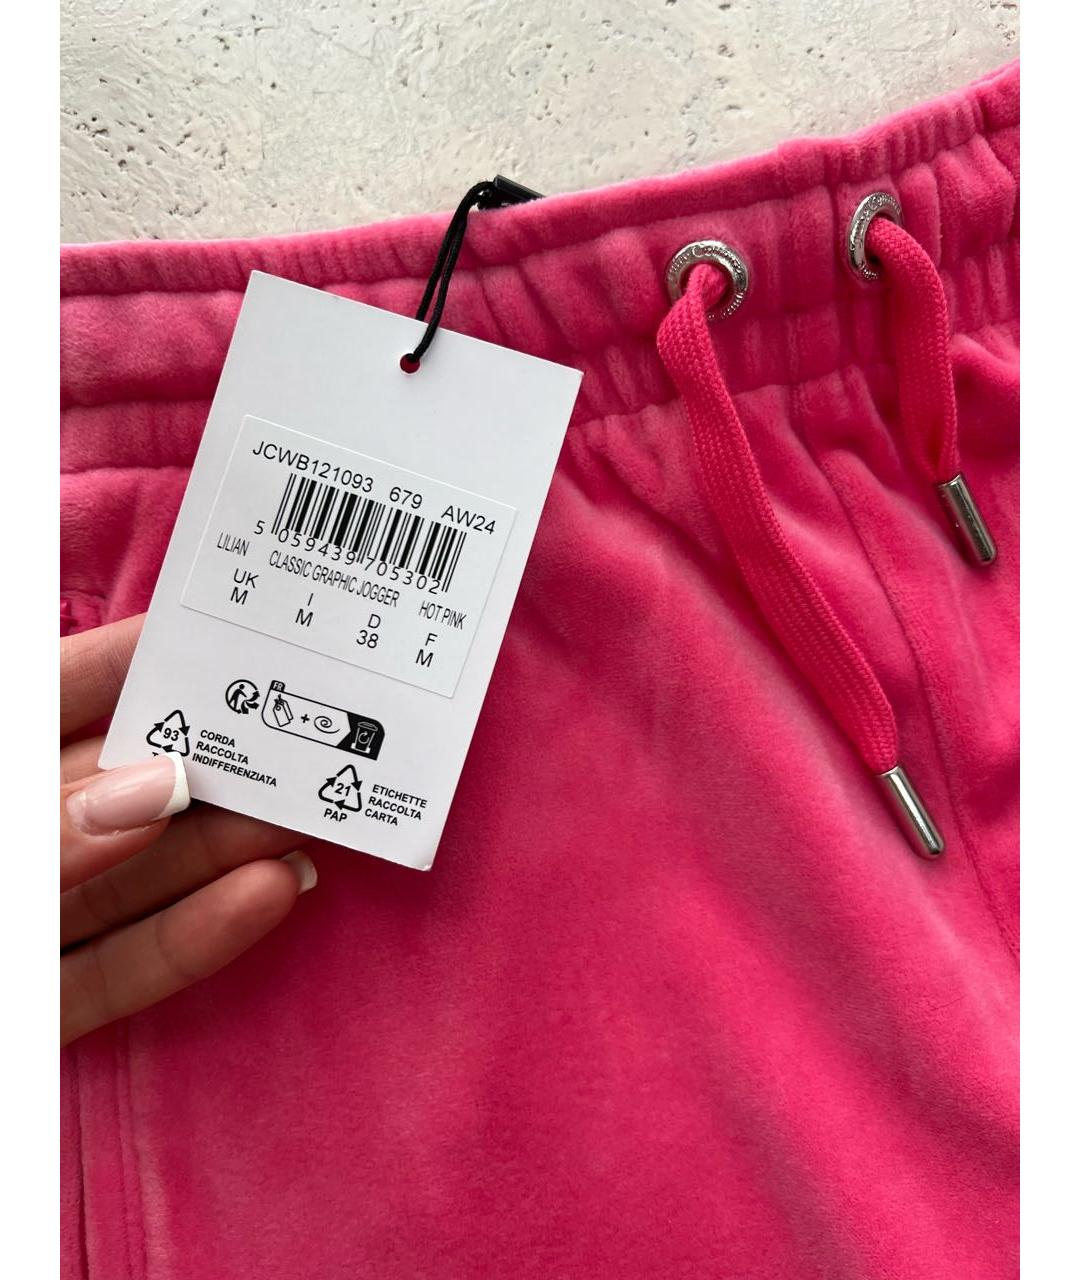 JCWB121093 679 AW24
5 059439 705302
LILIAN CLASSIC GRAPHIC JOGGER HOT PINK
UK I D F
M M 38 M
FR
+
93
CORDA
RACCOLTA
INDIFFERENZIATA
21
PAP
ETICHETTE
RACCOLTA
CARTA